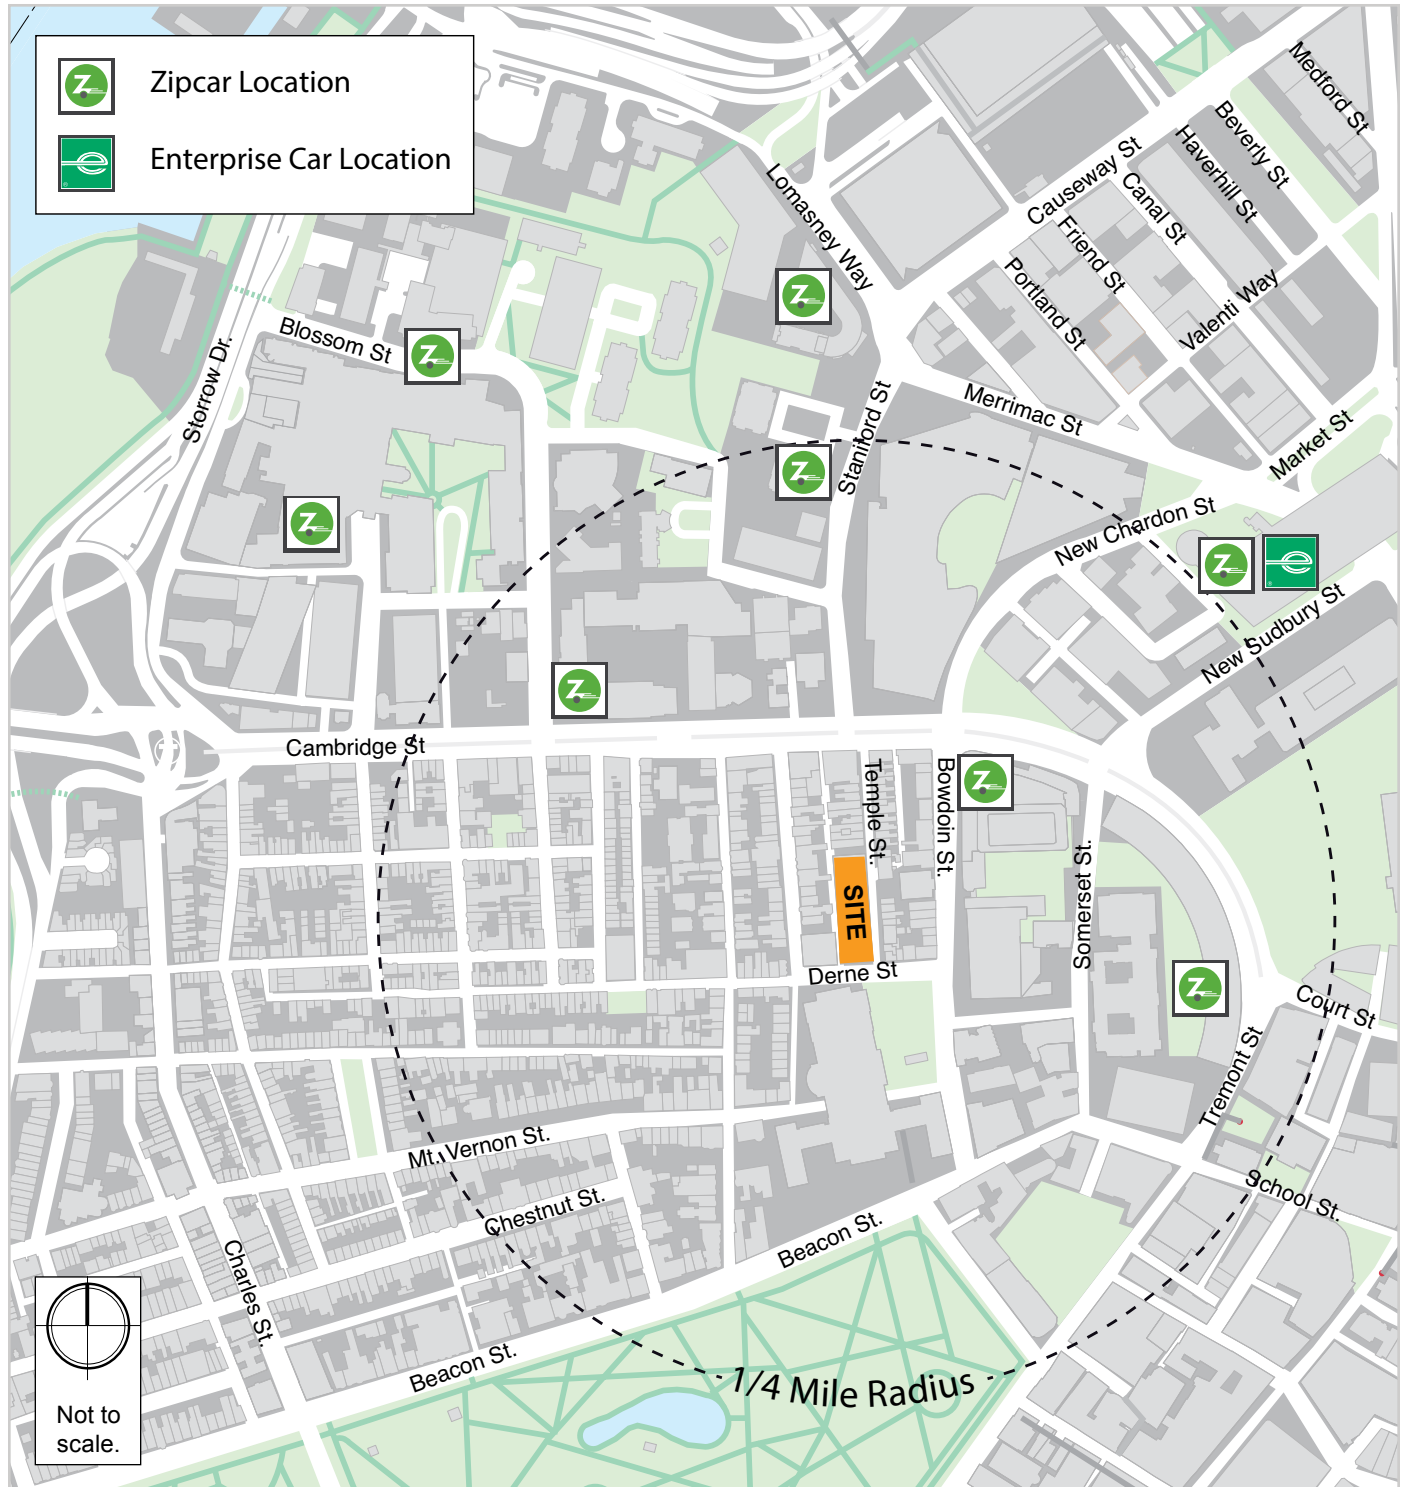 Zipcar Location
Enterprise Car Location
Medford St
Beverly St
Haverhill St
Causeway St
Canal St
Friend St
Portland St
Valenti Way
Lomasney Way
Blossom St
Storrow Dr.
Merrimac St
Market St
Staniford St
New Chardon St
New Sudbury St
Cambridge St
Temple St.
Bowdoin St.
Somerset St.
SITE
Derne St
Court St
Tremont St
Mt. Vernon St.
School St.
Chestnut St.
Beacon St.
Charles St.
Beacon St.
1/4 Mile Radius
Not to
scale.